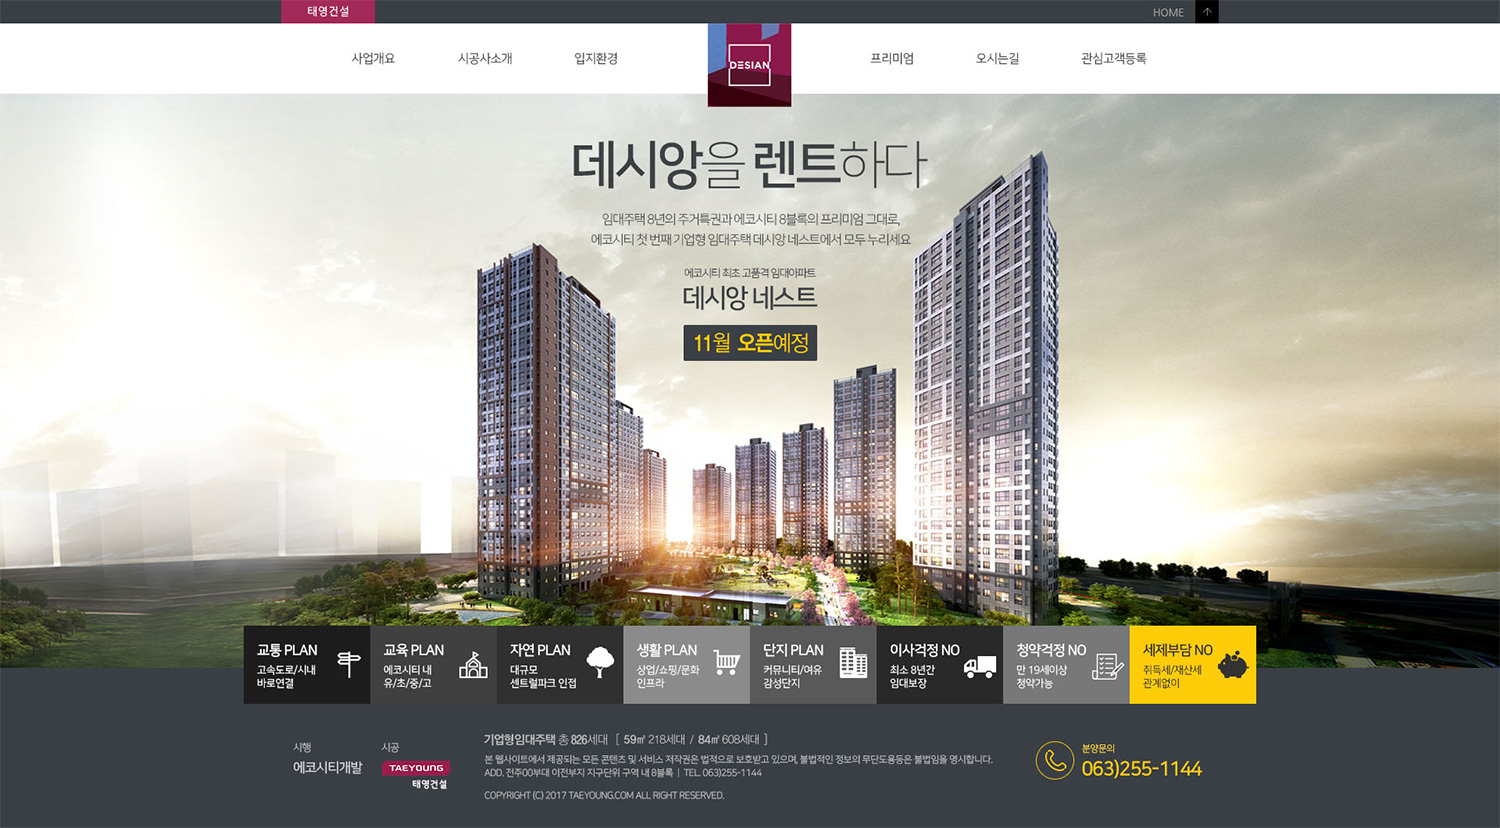 태영건설
HOME
사업개요
시공사소개
입지환경
DESIAN
프리미엄
오시는길
관심고객등록
데시앙을 렌트하다
임대주택 8년의 주거특권과 에코시티 8블록의 프리미엄 그대로,
에코시티 첫 번째 기업형 임대주택 데시앙 네스트에서 모두 누리세요
에코시티 최초 고품격 임대아파트
데시앙 네스트
11월 오픈예정
교통 PLAN
고속도로/시내
바로연결
교육 PLAN
에코시티 내
유/초/중/고
자연 PLAN
대규모
센트럴파크 인접
생활 PLAN
상업/쇼핑/문화
인프라
단지 PLAN
커뮤니티/여유
감성단지
이사걱정 NO
최소 8년간
임대보장
청약걱정 NO
만 19세이상
청약가능
세제부담 NO
취득세/재산세
관계없이
시행
에코시티개발
시공
TAEYOUNG
태영건설
기업형임대주택 총 826세대 [ 59㎡ 218세대 / 84㎡ 608세대 ]
본 웹사이트에서 제공되는 모든 콘텐츠 및 서비스 저작권은 법적으로 보호받고 있으며, 불법적인 정보의 무단도용등은 불법임을 명시합니다.
ADD. 전주00부대 이전부지 지구단위 구역 내 8블록 | TEL. 063)255-1144
COPYRIGHT (C) 2017 TAEYOUNG.COM ALL RIGHT RESERVED.
분양문의
063)255-1144